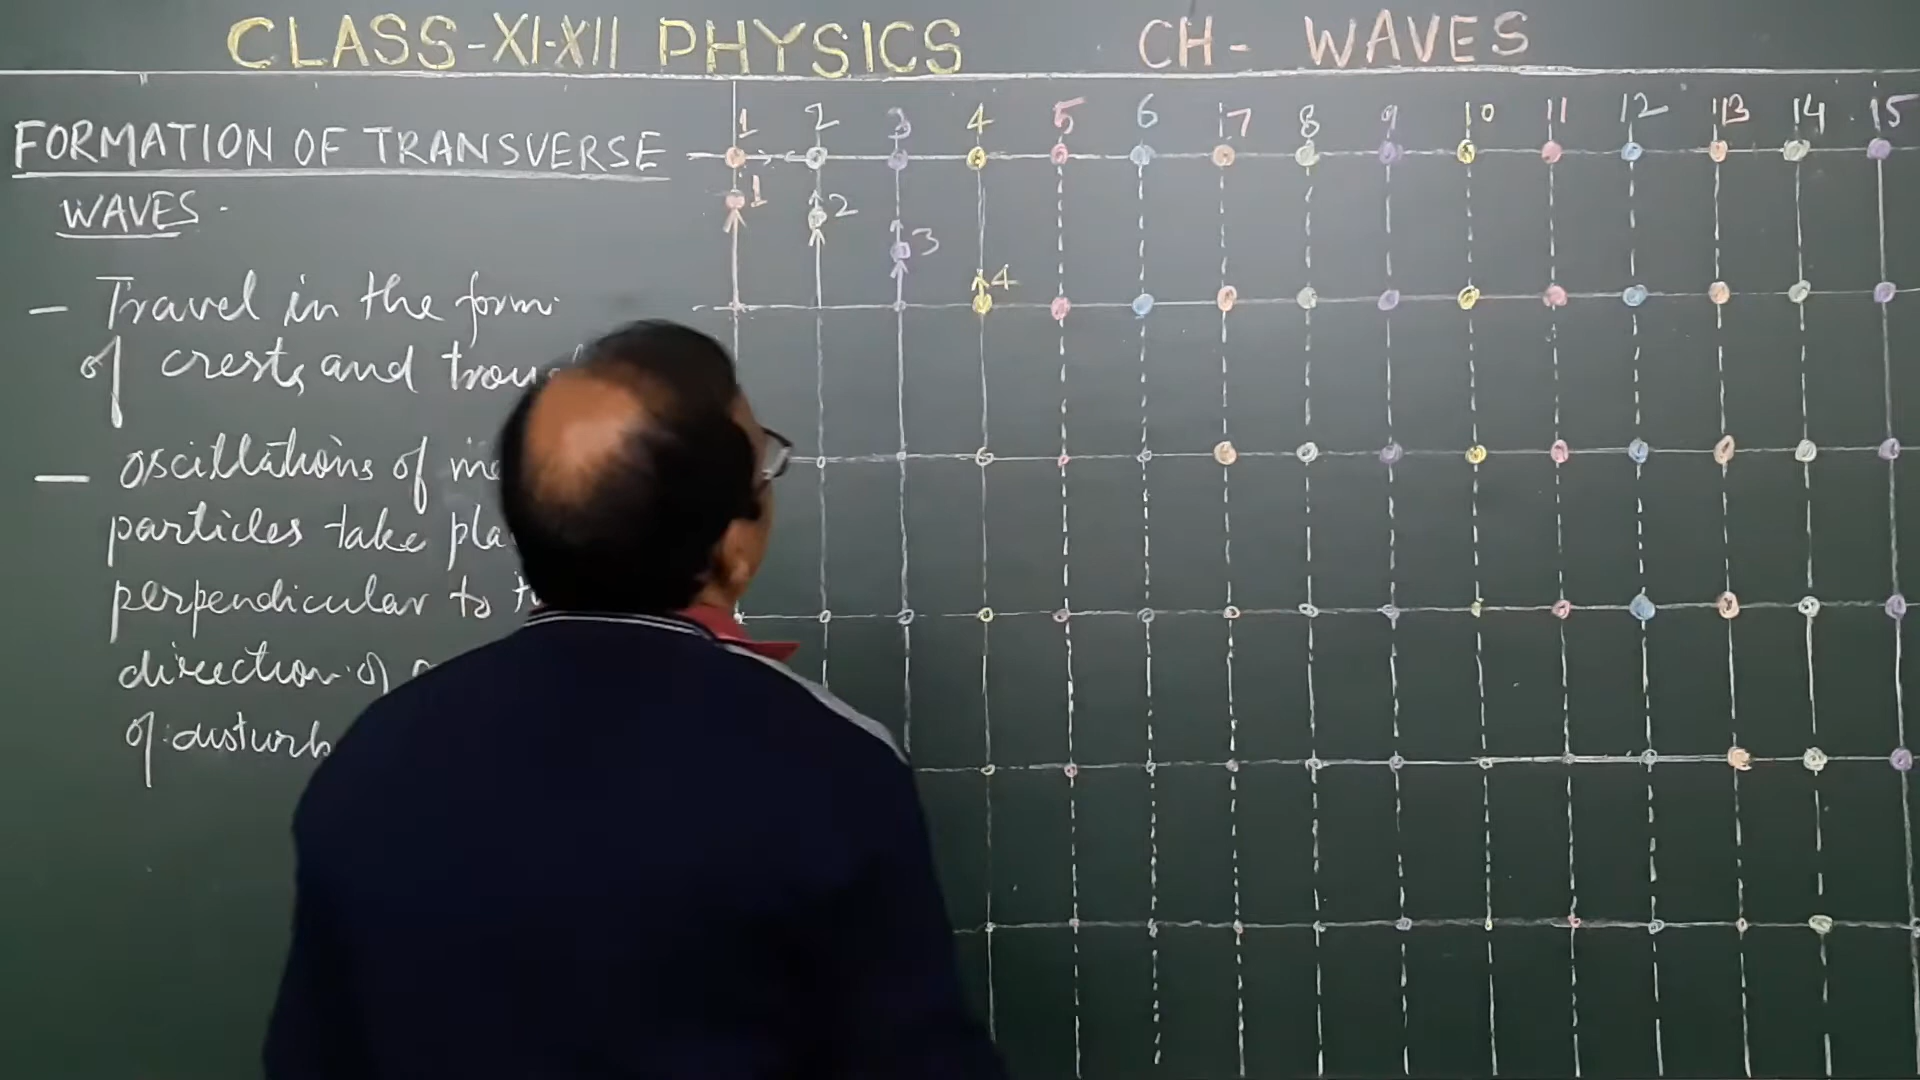 CLASS-XI-XII PHYSICS CH- WAVES
FORMATION OF TRANSVERSE
WAVES.
1 2 3 4 5 6 7 8 9 10 11 12 13 14 15
1 2 3 4
- Travel in the form
of crests and
- oscillations of
particles take
perpendicular to
direction of
of